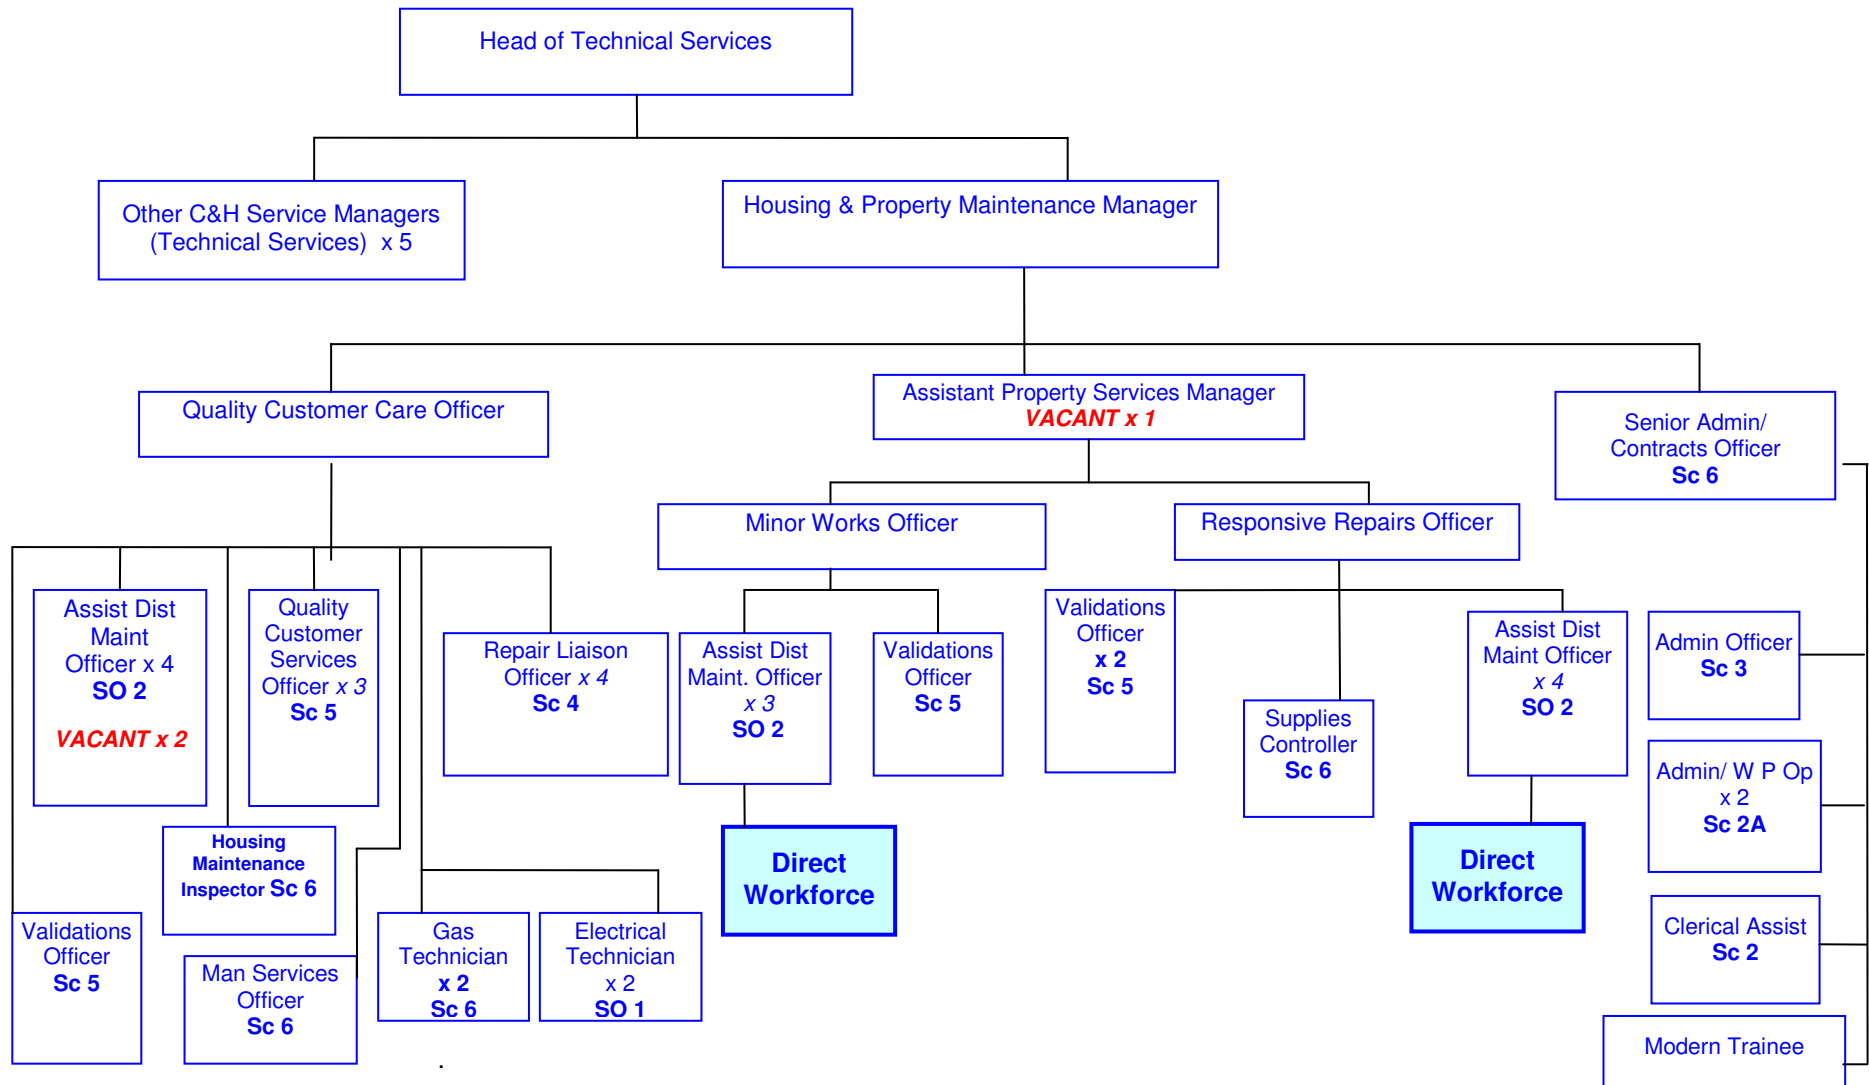 Head of Technical Services
Other C&H Service Managers
(Technical Services)  x 5
Housing & Property Maintenance Manager
Quality Customer Care Officer
Assistant Property Services Manager
VACANT x 1
Senior Admin/
Contracts Officer
Sc 6
Minor Works Officer
Responsive Repairs Officer
Assist Dist
Maint
Officer x 4
SO 2
VACANT x 2
Quality
Customer
Services
Officer x 3
Sc 5
Repair Liaison
Officer x 4
Sc 4
Assist Dist
Maint. Officer
x 3
SO 2
Validations
Officer
Sc 5
Validations
Officer
x 2
Sc 5
Supplies
Controller
Sc 6
Assist Dist
Maint Officer
x 4
SO 2
Admin Officer
Sc 3
Admin/ W P Op
x 2
Sc 2A
Housing
Maintenance
Inspector Sc 6
Direct
Workforce
Direct
Workforce
Clerical Assist
Sc 2
Validations
Officer
Sc 5
Man Services
Officer
Sc 6
Gas
Technician
x 2
Sc 6
Electrical
Technician
x 2
SO 1
Modern Trainee
.